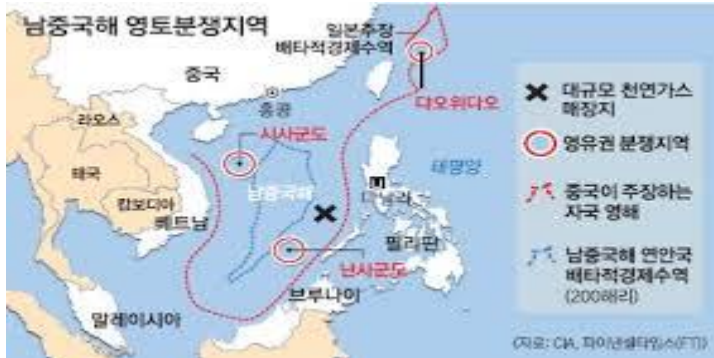 남중국해 영토분쟁지역
일본주장
배타적경제수역
중국
홍콩
댜오위다오
라오스
시사군도
태국
남중국해
태평양
마닐라
캄보디아
베트남
필리핀
난사군도
브루나이
말레이시아
대규모 천연가스
매장지
영유권 분쟁지역
중국이 주장하는
자국 영해
남중국해 연안국
배타적경제수역
(200해리)
(자료: CIA, 파이낸셜타임스(FT))